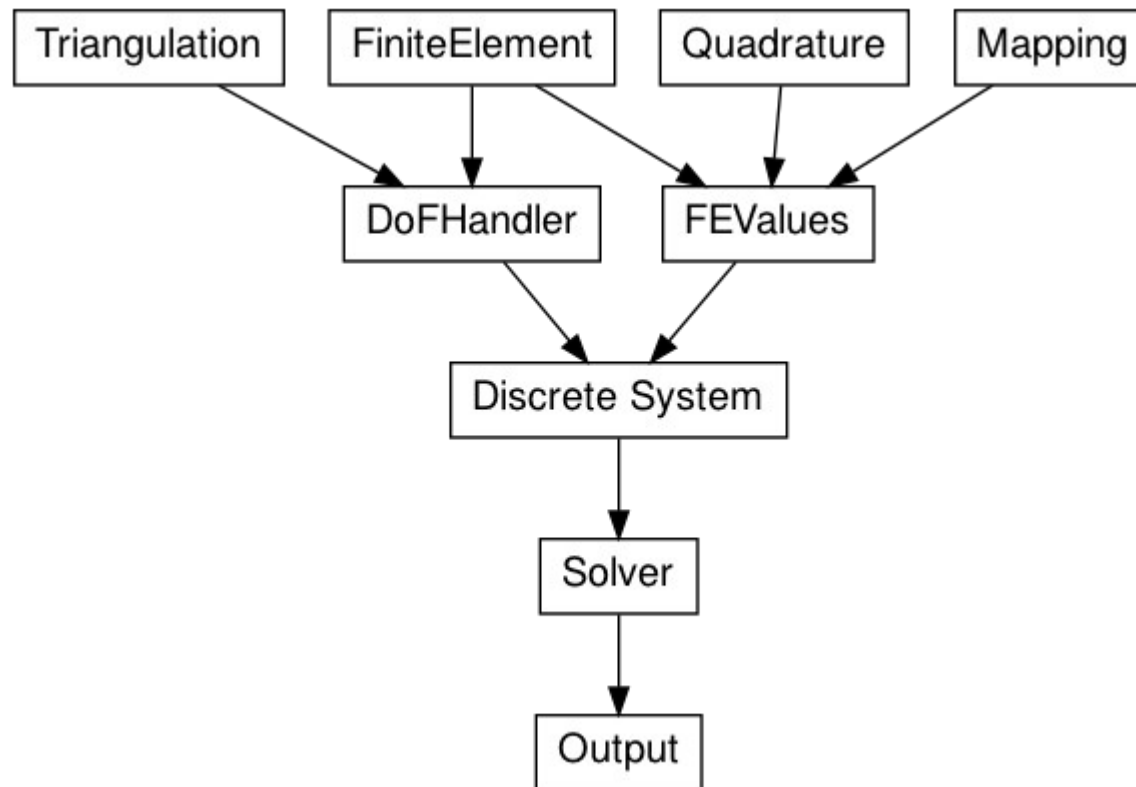 Triangulation
FiniteElement
Quadrature
Mapping
DoFHandler
FEValues
Discrete System
Solver
Output